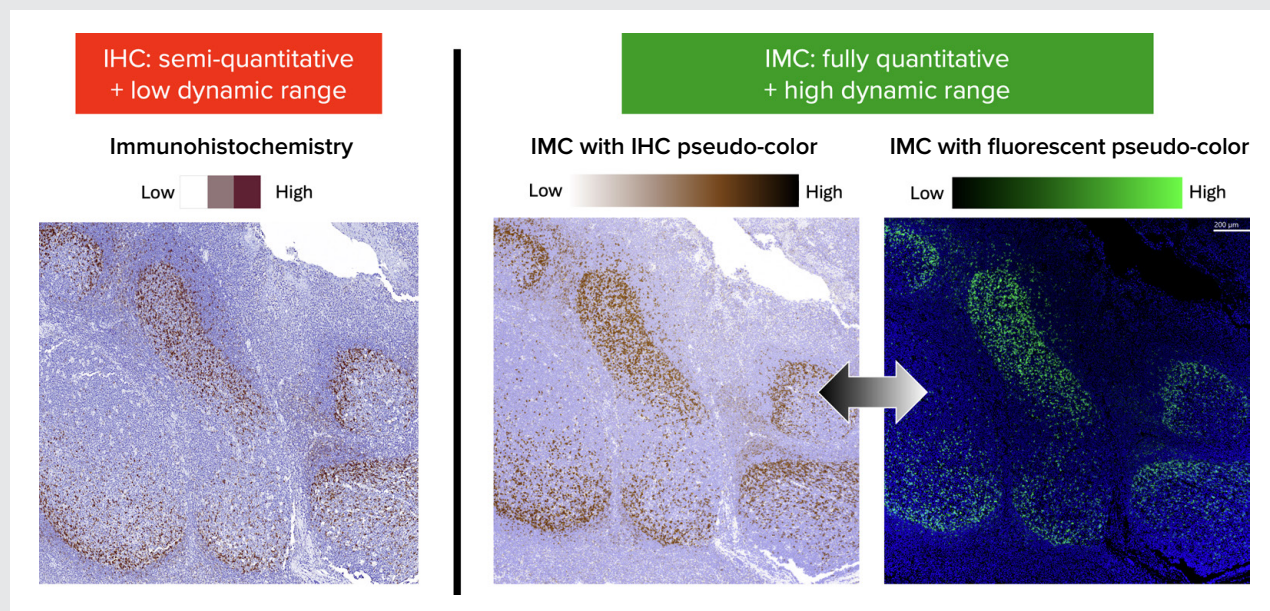 IHC: semi-quantitative
+ low dynamic range
IMC: fully quantitative
+ high dynamic range
Immunohistochemistry
Low High
IMC with IHC pseudo-color
Low High
IMC with fluorescent pseudo-color
Low High
200 µm